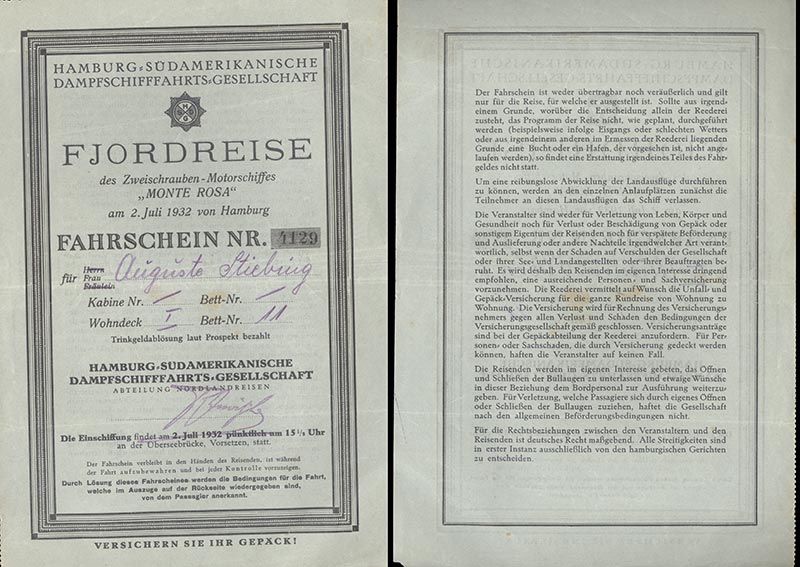 HAMBURG=SÜDAMERIKANISCHE
DAMPFSCHIFFFAHRTS=GESELLSCHAFT
H S
D G
FJORDREISE
des Zweischrauben-Motorschiffes
„MONTE ROSA“
am 2. Juli 1932 von Hamburg
FAHRSCHEIN NR. 4129
für Herrn Frau Fräulein Auguste Stiebing
Kabine Nr. — Bett-Nr. —
Wohndeck I Bett-Nr. 11
Trinkgeldablösung laut Prospekt bezahlt
HAMBURG=SÜDAMERIKANISCHE
DAMPFSCHIFFFAHRTS=GESELLSCHAFT
ABTEILUNG NORDLANDREISEN
Die Einschiffung findet am 2. Juli 1932 pünktlich um 15½ Uhr
an der Überseebrücke, Vorsetzen, statt.
Der Fahrschein verbleibt in den Händen des Reisenden, ist während
der Fahrt aufzubewahren und bei jeder Kontrolle vorzuzeigen.
Durch Lösung dieses Fahrscheines werden die Bedingungen für die Fahrt,
welche im Auszuge auf der Rückseite wiedergegeben sind,
von dem Passagier anerkannt.
VERSICHERN SIE IHR GEPÄCK!
Der Fahrschein ist weder übertragbar noch veräußerlich und gilt
nur für die Reise, für welche er ausgestellt ist. Sollte aus irgend-
einem Grunde, worüber die Entscheidung allein der Reederei
zusteht, das Programm der Reise nicht, wie geplant, durchgeführt
werden (beispielsweise infolge Eisgangs oder schlechten Wetters
oder aus irgendeinem anderen im Ermessen der Reederei liegenden
Grunde eine Bucht oder ein Hafen, der vorgesehen ist, nicht ange-
laufen werden), so findet eine Erstattung irgendeines Teiles des Fahr-
geldes nicht statt.
Um eine reibungslose Abwicklung der Landausflüge durchführen
zu können, werden an den einzelnen Anlaufplätzen zunächst die
Teilnehmer an diesen Landausflügen das Schiff verlassen.
Die Veranstalter sind weder für Verletzung von Leben, Körper und
Gesundheit noch für Verlust oder Beschädigung von Gepäck oder
sonstigem Eigentum der Reisenden noch für verspätete Beförderung
und Auslieferung oder andere Nachteile irgendwelcher Art verant-
wortlich, selbst wenn der Schaden auf Verschulden der Gesellschaft
oder ihrer See- und Landangestellten oder ihrer Beauftragten be-
ruht. Es wird deshalb den Reisenden im eigenen Interesse dringend
empfohlen, eine ausreichende Personen- und Sachversicherung
vorzunehmen. Die Reederei vermittelt auf Wunsch die Unfall- und
Gepäck-Versicherung für die ganze Rundreise von Wohnung zu
Wohnung. Die Versicherung wird für Rechnung des Versicherungs-
nehmers gegen allen Verlust und Schaden den Bedingungen der
Versicherungsgesellschaft gemäß geschlossen. Versicherungsanträge
sind bei der Gepäckabteilung der Reederei anzufordern. Für Per-
sonen- oder Sachschäden, die durch Versicherung gedeckt werden
können, haften die Veranstalter auf keinen Fall.
Die Reisenden werden im eigenen Interesse gebeten, das Öffnen
und Schließen der Bullaugen zu unterlassen und etwaige Wünsche
in dieser Beziehung dem Bordpersonal zur Ausführung weiterzu-
geben. Für Verletzung, welche Passagiere sich durch eigenes Öffnen
oder Schließen der Bullaugen zuziehen, haftet die Gesellschaft
nach den allgemeinen Beförderungsbedingungen nicht.
Für die Rechtsbeziehungen zwischen den Veranstaltern und den
Reisenden ist deutsches Recht maßgebend. Alle Streitigkeiten sind
in erster Instanz ausschließlich von den hamburgischen Gerichten
zu entscheiden.